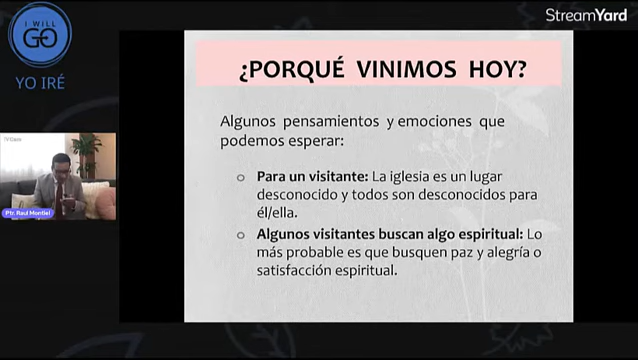 I WILL
GO
YO IRÉ
StreamYard
¿PORQUÉ VINIMOS HOY?
Algunos pensamientos y emociones que
podemos esperar:
o Para un visitante: La iglesia es un lugar
desconocido y todos son desconocidos para
él/ella.
o Algunos visitantes buscan algo espiritual: Lo
más probable es que busquen paz y alegría o
satisfacción espiritual.
Ptr. Raul Montiel